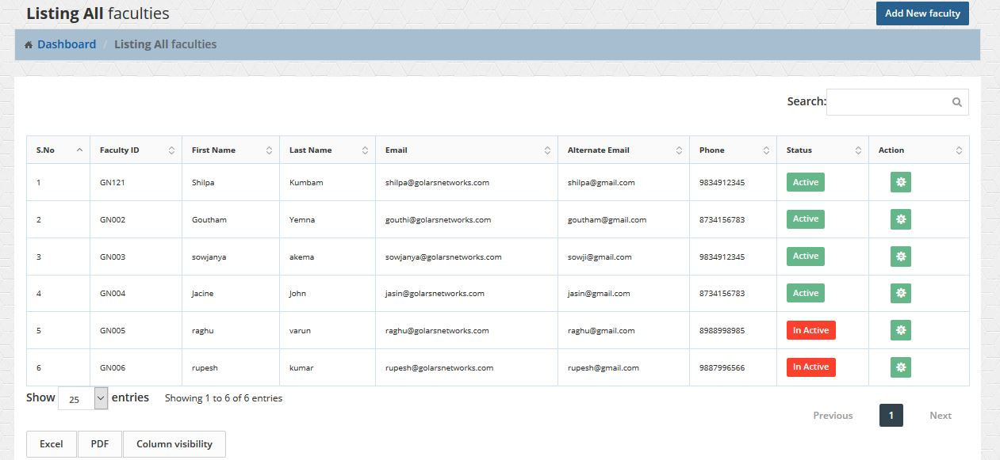 Listing All faculties
Add New faculty
Dashboard / Listing All faculties
Search:
S.No Faculty ID First Name Last Name Email Alternate Email Phone Status Action
1 GN121 Shilpa Kumbam shilpa@golarsnetworks.com shilpa@gmail.com 9834912345 Active
2 GN002 Goutham Yemna gouthi@golarsnetworks.com goutham@gmail.com 8734156783 Active
3 GN003 sowjanya akema sowjanya@golarsnetworks.com sowji@gmail.com 9834912345 Active
4 GN004 Jacine John jasin@golarsnetworks.com jasin@gmail.com 8734156783 Active
5 GN005 raghu varun raghu@golarsnetworks.com raghu@gmail.com 8988998985 In Active
6 GN006 rupesh kumar rupesh@golarsnetworks.com rupesh@gmail.com 9887996566 In Active
Show 25 entries Showing 1 to 6 of 6 entries
Previous 1 Next
Excel PDF Column visibility